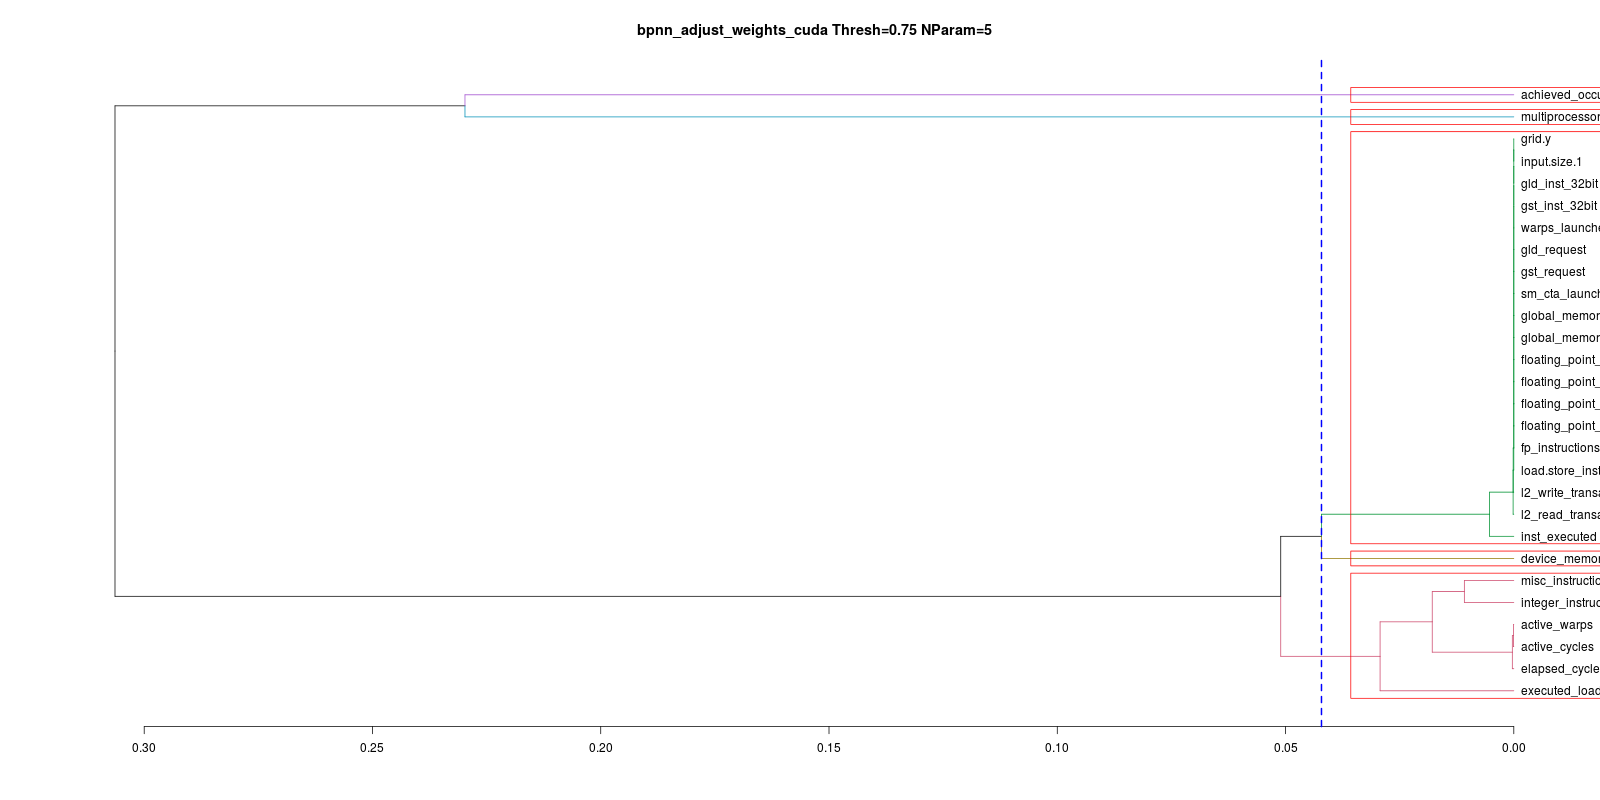 bpnn_adjust_weights_cuda Thresh=0.75 NParam=5
achieved_occu
multiprocessor
grid.y
input.size.1
gld_inst_32bit
gst_inst_32bit
warps_launche
gld_request
gst_request
sm_cta_launch
global_memor
global_memor
floating_point_
floating_point_
floating_point_
floating_point_
fp_instructions
load.store_inst
l2_write_transa
l2_read_transa
inst_executed
device_memor
misc_instructio
integer_instruc
active_warps
active_cycles
elapsed_cycle
executed_load
0.30 0.25 0.20 0.15 0.10 0.05 0.00